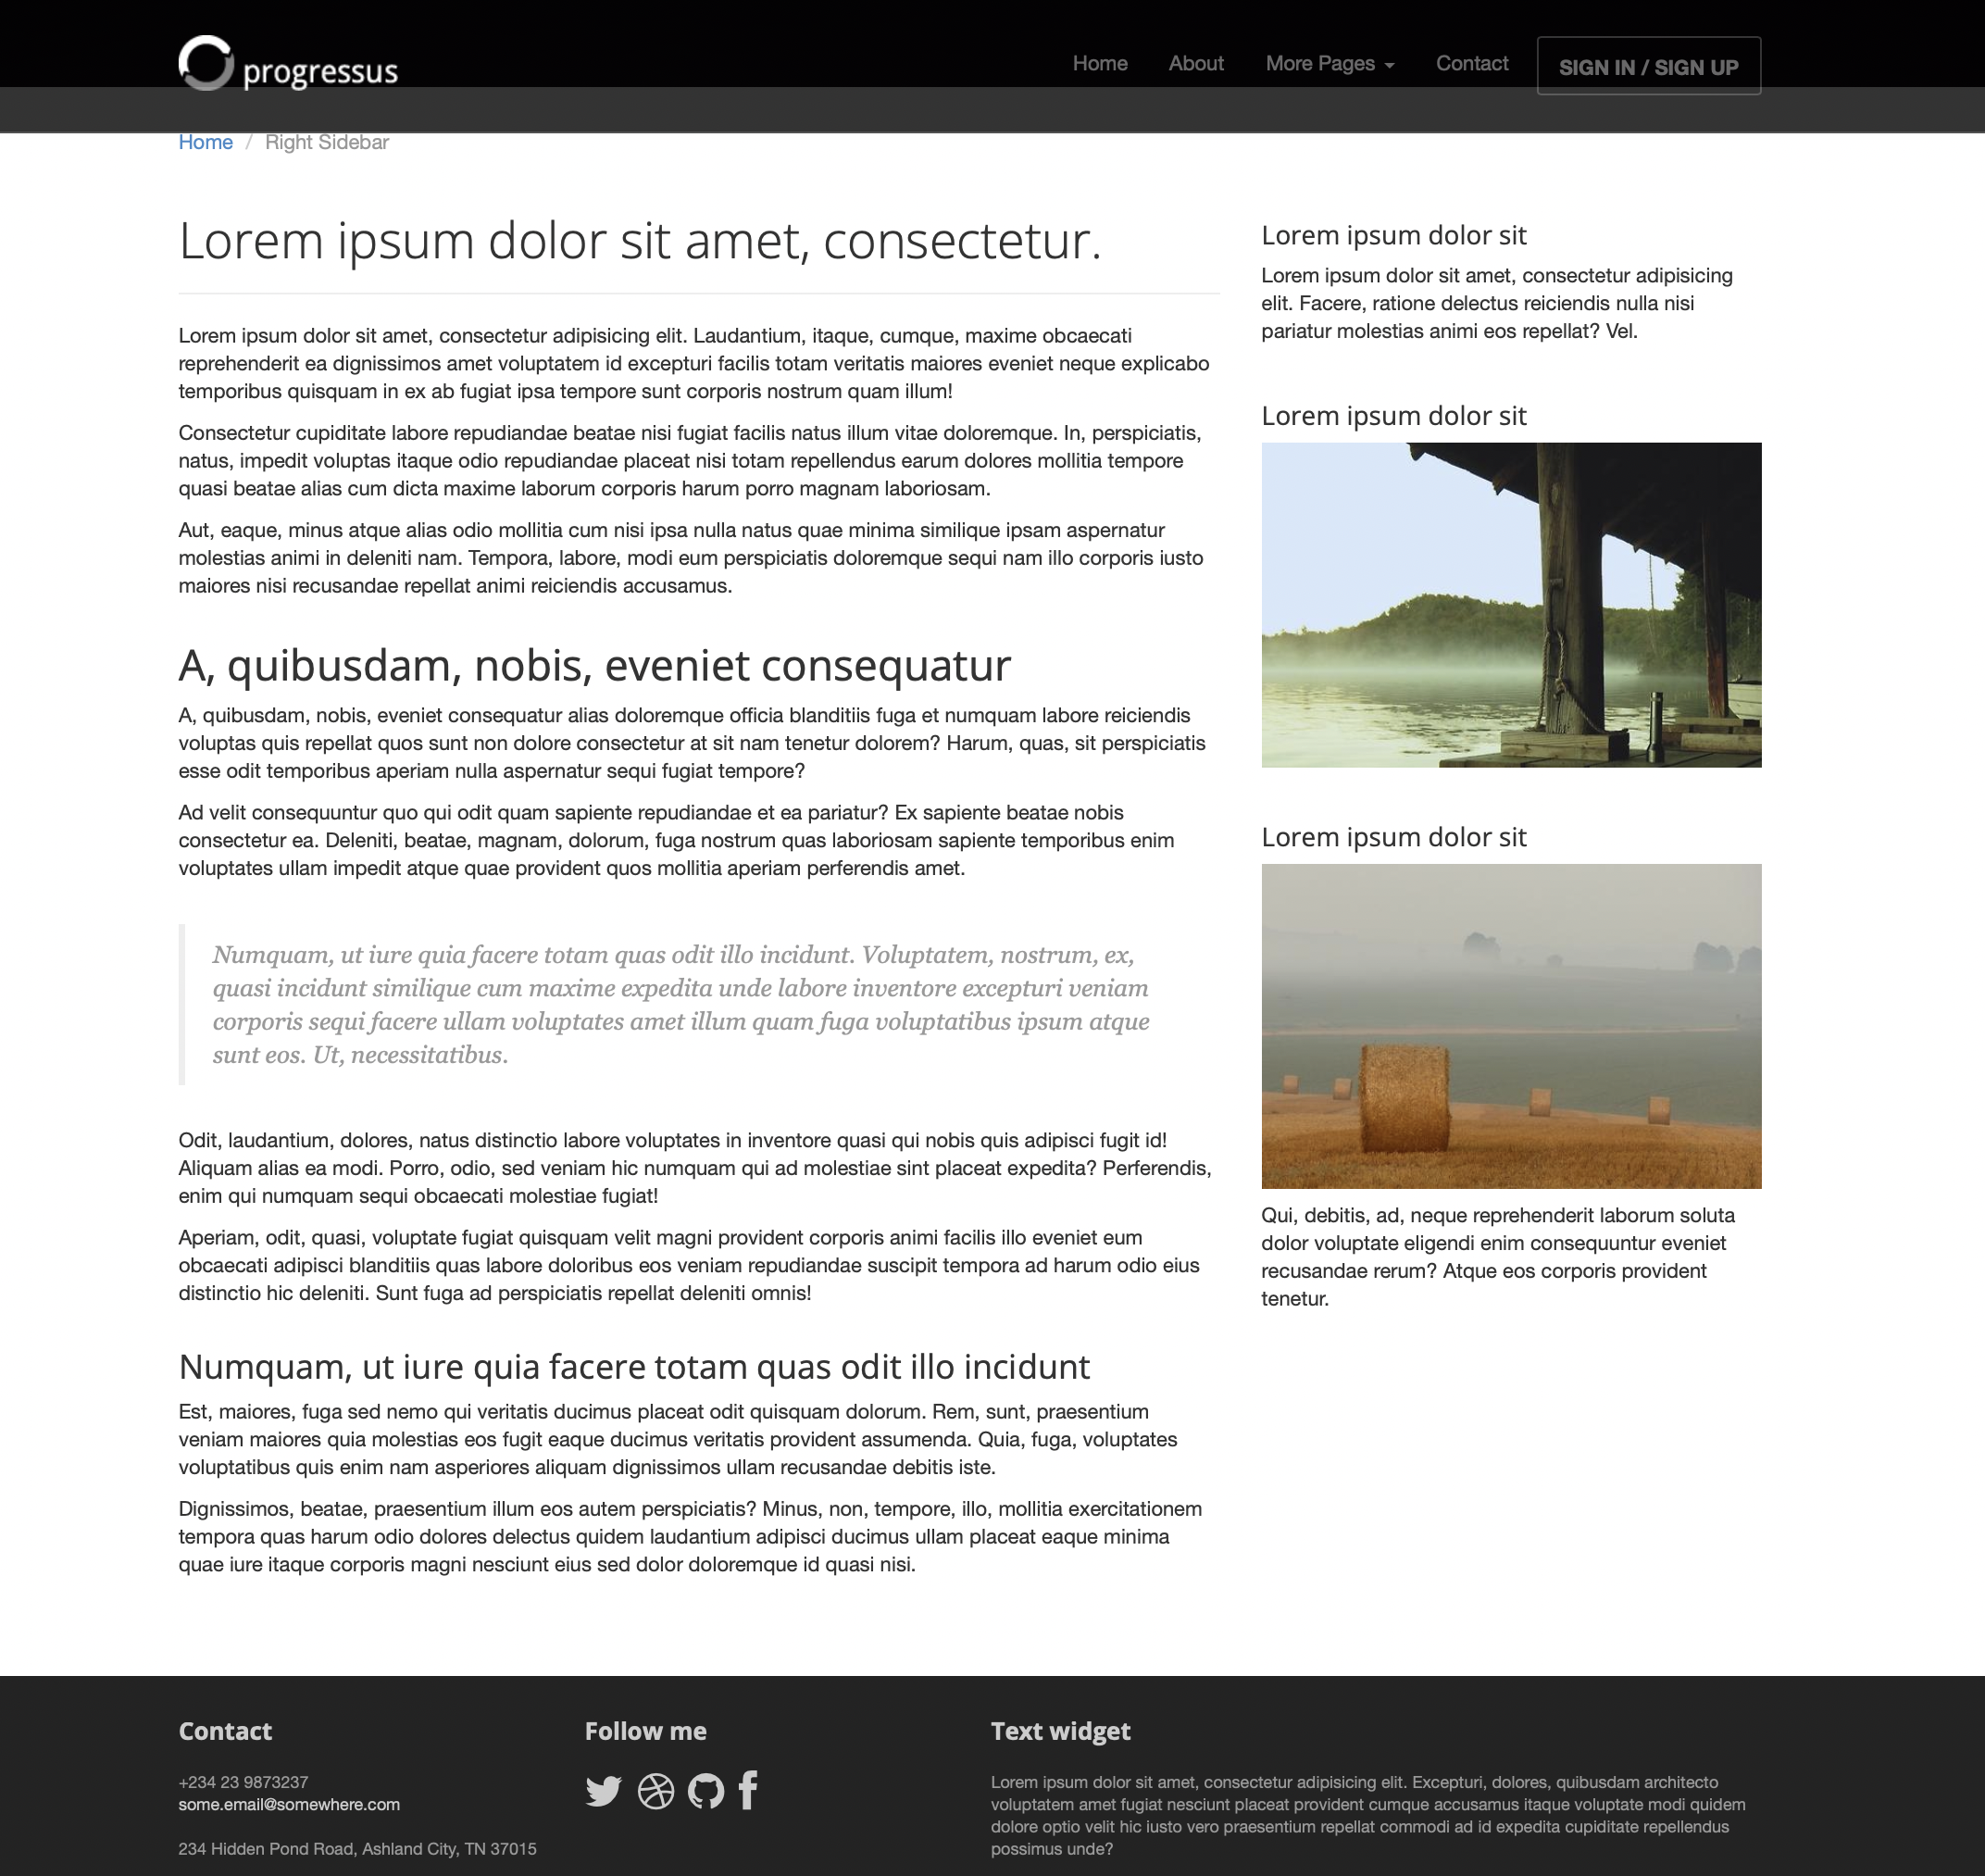 progressus
Home About More Pages Contact SIGN IN / SIGN UP
Home / Right Sidebar
Lorem ipsum dolor sit amet, consectetur.
Lorem ipsum dolor sit amet, consectetur adipisicing elit. Laudantium, itaque, cumque, maxime obcaecati
reprehenderit ea dignissimos amet voluptatem id excepturi facilis totam veritatis maiores eveniet neque explicabo
temporibus quisquam in ex ab fugiat ipsa tempore sunt corporis nostrum quam illum!
Consectetur cupiditate labore repudiandae beatae nisi fugiat facilis natus illum vitae doloremque. In, perspiciatis,
natus, impedit voluptas itaque odio repudiandae placeat nisi totam repellendus earum dolores mollitia tempore
quasi beatae alias cum dicta maxime laborum corporis harum porro magnam laboriosam.
Aut, eaque, minus atque alias odio mollitia cum nisi ipsa nulla natus quae minima similique ipsam aspernatur
molestias animi in deleniti nam. Tempora, labore, modi eum perspiciatis doloremque sequi nam illo corporis iusto
maiores nisi recusandae repellat animi reiciendis accusamus.
A, quibusdam, nobis, eveniet consequatur
A, quibusdam, nobis, eveniet consequatur alias doloremque officia blanditiis fuga et numquam labore reiciendis
voluptas quis repellat quos sunt non dolore consectetur at sit nam tenetur dolorem? Harum, quas, sit perspiciatis
esse odit temporibus aperiam nulla aspernatur sequi fugiat tempore?
Ad velit consequuntur quo qui odit quam sapiente repudiandae et ea pariatur? Ex sapiente beatae nobis
consectetur ea. Deleniti, beatae, magnam, dolorum, fuga nostrum quas laboriosam sapiente temporibus enim
voluptates ullam impedit atque quae provident quos mollitia aperiam perferendis amet.
Numquam, ut iure quia facere totam quas odit illo incidunt. Voluptatem, nostrum, ex,
quasi incidunt similique cum maxime expedita unde labore inventore excepturi veniam
corporis sequi facere ullam voluptates amet illum quam fuga voluptatibus ipsum atque
sunt eos. Ut, necessitatibus.
Odit, laudantium, dolores, natus distinctio labore voluptates in inventore quasi qui nobis quis adipisci fugit id!
Aliquam alias ea modi. Porro, odio, sed veniam hic numquam qui ad molestiae sint placeat expedita? Perferendis,
enim qui numquam sequi obcaecati molestiae fugiat!
Aperiam, odit, quasi, voluptate fugiat quisquam velit magni provident corporis animi facilis illo eveniet eum
obcaecati adipisci blanditiis quas labore doloribus eos veniam repudiandae suscipit tempora ad harum odio eius
distinctio hic deleniti. Sunt fuga ad perspiciatis repellat deleniti omnis!
Numquam, ut iure quia facere totam quas odit illo incidunt
Est, maiores, fuga sed nemo qui veritatis ducimus placeat odit quisquam dolorum. Rem, sunt, praesentium
veniam maiores quia molestias eos fugit eaque ducimus veritatis provident assumenda. Quia, fuga, voluptates
voluptatibus quis enim nam asperiores aliquam dignissimos ullam recusandae debitis iste.
Dignissimos, beatae, praesentium illum eos autem perspiciatis? Minus, non, tempore, illo, mollitia exercitationem
tempora quas harum odio dolores delectus quidem laudantium adipisci ducimus ullam placeat eaque minima
quae iure itaque corporis magni nesciunt eius sed dolor doloremque id quasi nisi.
Lorem ipsum dolor sit
Lorem ipsum dolor sit amet, consectetur adipisicing
elit. Facere, ratione delectus reiciendis nulla nisi
pariatur molestias animi eos repellat? Vel.
Lorem ipsum dolor sit
Lorem ipsum dolor sit
Qui, debitis, ad, neque reprehenderit laborum soluta
dolor voluptate eligendi enim consequuntur eveniet
recusandae rerum? Atque eos corporis provident
tenetur.
Contact
+234 23 9873237
some.email@somewhere.com
234 Hidden Pond Road, Ashland City, TN 37015
Follow me
Text widget
Lorem ipsum dolor sit amet, consectetur adipisicing elit. Excepturi, dolores, quibusdam architecto
voluptatem amet fugiat nesciunt placeat provident cumque accusamus itaque voluptate modi quidem
dolore optio velit hic iusto vero praesentium repellat commodi ad id expedita cupiditate repellendus
possimus unde?